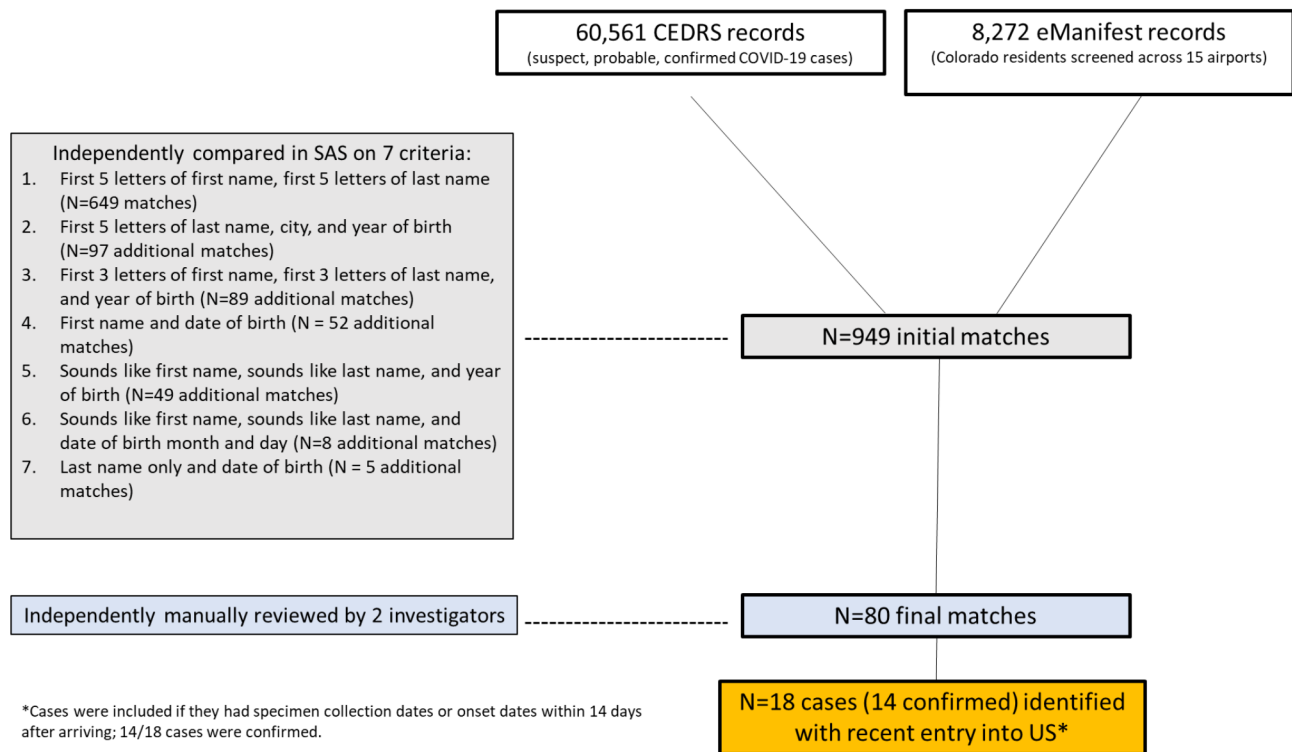 60,561 CEDRS records
(suspect, probable, confirmed COVID-19 cases)
8,272 eManifest records
(Colorado residents screened across 15 airports)
Independently compared in SAS on 7 criteria:
1. First 5 letters of first name, first 5 letters of last name
(N=649 matches)
2. First 5 letters of last name, city, and year of birth
(N=97 additional matches)
3. First 3 letters of first name, first 3 letters of last name,
and year of birth (N=89 additional matches)
4. First name and date of birth (N = 52 additional
matches)
5. Sounds like first name, sounds like last name, and year
of birth (N=49 additional matches)
6. Sounds like first name, sounds like last name, and
date of birth month and day (N=8 additional matches)
7. Last name only and date of birth (N = 5 additional
matches)
N=949 initial matches
Independently manually reviewed by 2 investigators
N=80 final matches
N=18 cases (14 confirmed) identified
with recent entry into US*
*Cases were included if they had specimen collection dates or onset dates within 14 days
after arriving; 14/18 cases were confirmed.